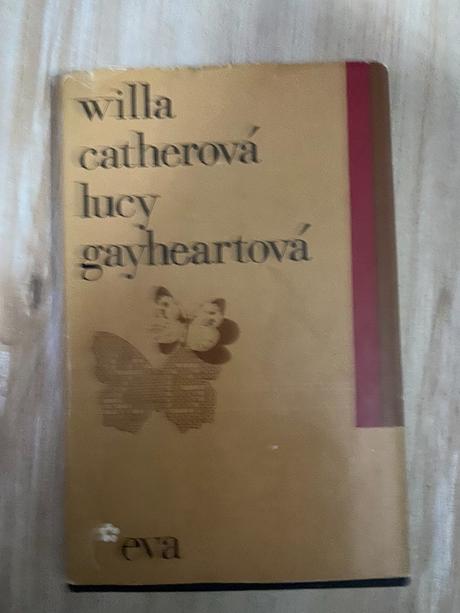 willa
catherová
lucy
gayheartová
eva